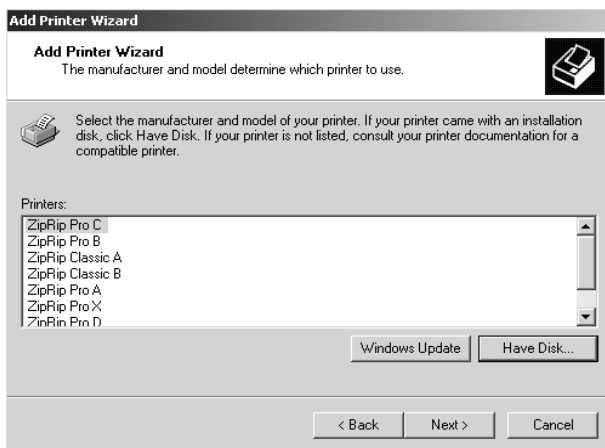 Add Printer Wizard
Add Printer Wizard
The manufacturer and model determine which printer to use.
Select the manufacturer and model of your printer. If your printer came with an installation
disk, click Have Disk. If your printer is not listed, consult your printer documentation for a
compatible printer.
Printers:
ZipRip Pro C
ZipRip Pro B
ZipRip Classic A
ZipRip Classic B
ZipRip Pro A
ZipRip Pro X
ZipRip Pro D
Windows Update Have Disk...
< Back Next > Cancel